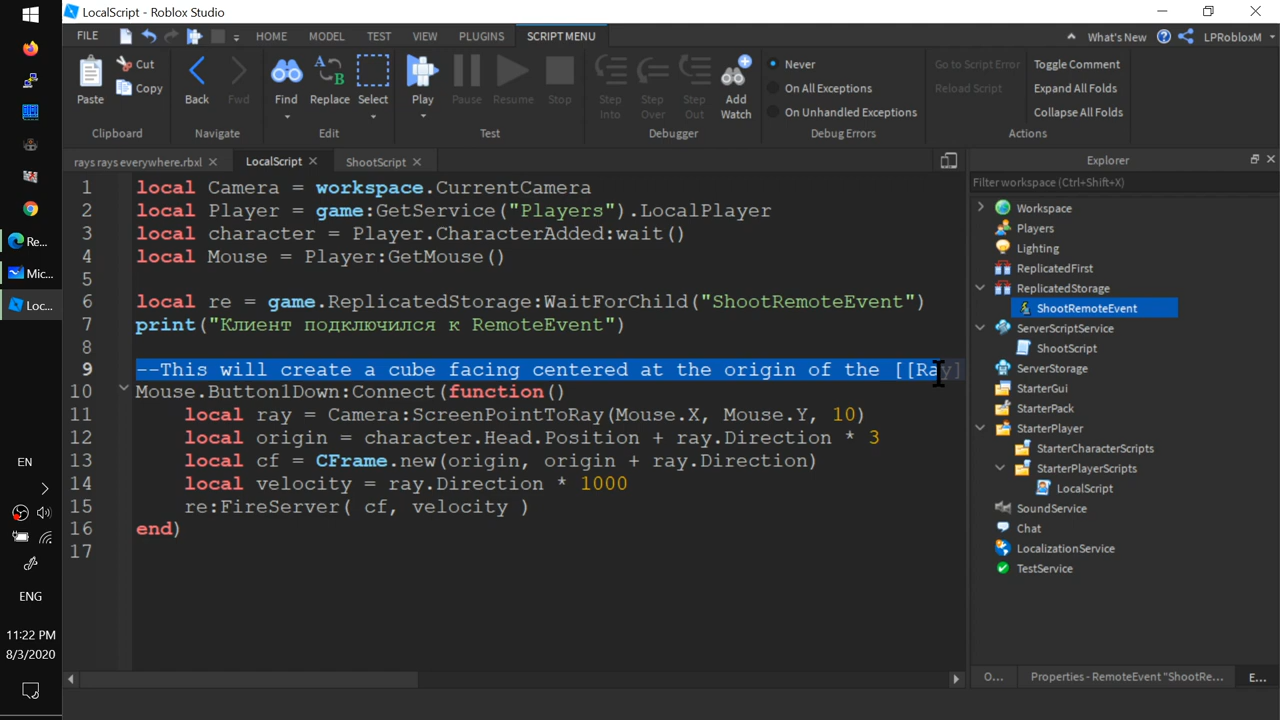 LocalScript - Roblox Studio
FILE HOME MODEL TEST VIEW PLUGINS SCRIPT MENU What's New LPRobloxM
Paste Cut Copy Clipboard
Back Fwd Navigate
Find Replace Select Edit
Play Pause Resume Stop Test
Step Into Step Over Step Out Add Watch Debugger
Never
On All Exceptions
On Unhandled Exceptions
Debug Errors
Go to Script Error
Reload Script
Toggle Comment
Expand All Folds
Collapse All Folds
Actions
rays rays everywhere.rbxl LocalScript ShootScript
1 local Camera = workspace.CurrentCamera
2 local Player = game:GetService("Players").LocalPlayer
3 local character = Player.CharacterAdded:wait()
4 local Mouse = Player:GetMouse()
5
6 local re = game.ReplicatedStorage:WaitForChild("ShootRemoteEvent")
7 print("Клиент подключился к RemoteEvent")
8
9 --This will create a cube facing centered at the origin of the [[Ray]
10 Mouse.Button1Down:Connect(function()
11 local ray = Camera:ScreenPointToRay(Mouse.X, Mouse.Y, 10)
12 local origin = character.Head.Position + ray.Direction * 3
13 local cf = CFrame.new(origin, origin + ray.Direction)
14 local velocity = ray.Direction * 1000
15 re:FireServer( cf, velocity )
16 end)
17
Explorer
Filter workspace (Ctrl+Shift+X)
Workspace
Players
Lighting
ReplicatedFirst
ReplicatedStorage
ShootRemoteEvent
ServerScriptService
ShootScript
ServerStorage
StarterGui
StarterPack
StarterPlayer
StarterCharacterScripts
StarterPlayerScripts
LocalScript
SoundService
Chat
LocalizationService
TestService
O... Properties - RemoteEvent "ShootRe... E...
Re...
Mic...
Loc...
EN
ENG
11:22 PM
8/3/2020